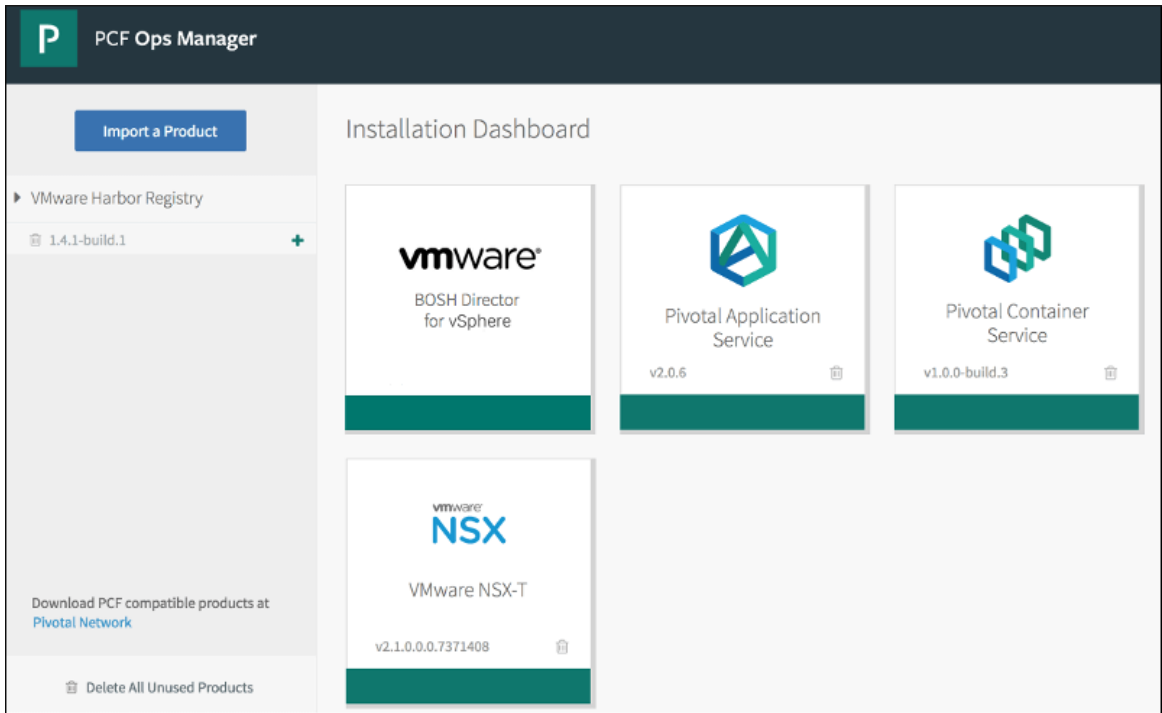 P
PCF Ops Manager
Import a Product
VMware Harbor Registry
1.4.1-build.1
Download PCF compatible products at
Pivotal Network
Delete All Unused Products
Installation Dashboard
vmware®
BOSH Director
for vSphere
Pivotal Application
Service
v2.0.6
Pivotal Container
Service
v1.0.0-build.3
vmware
NSX
VMware NSX-T
v2.1.0.0.0.7371408